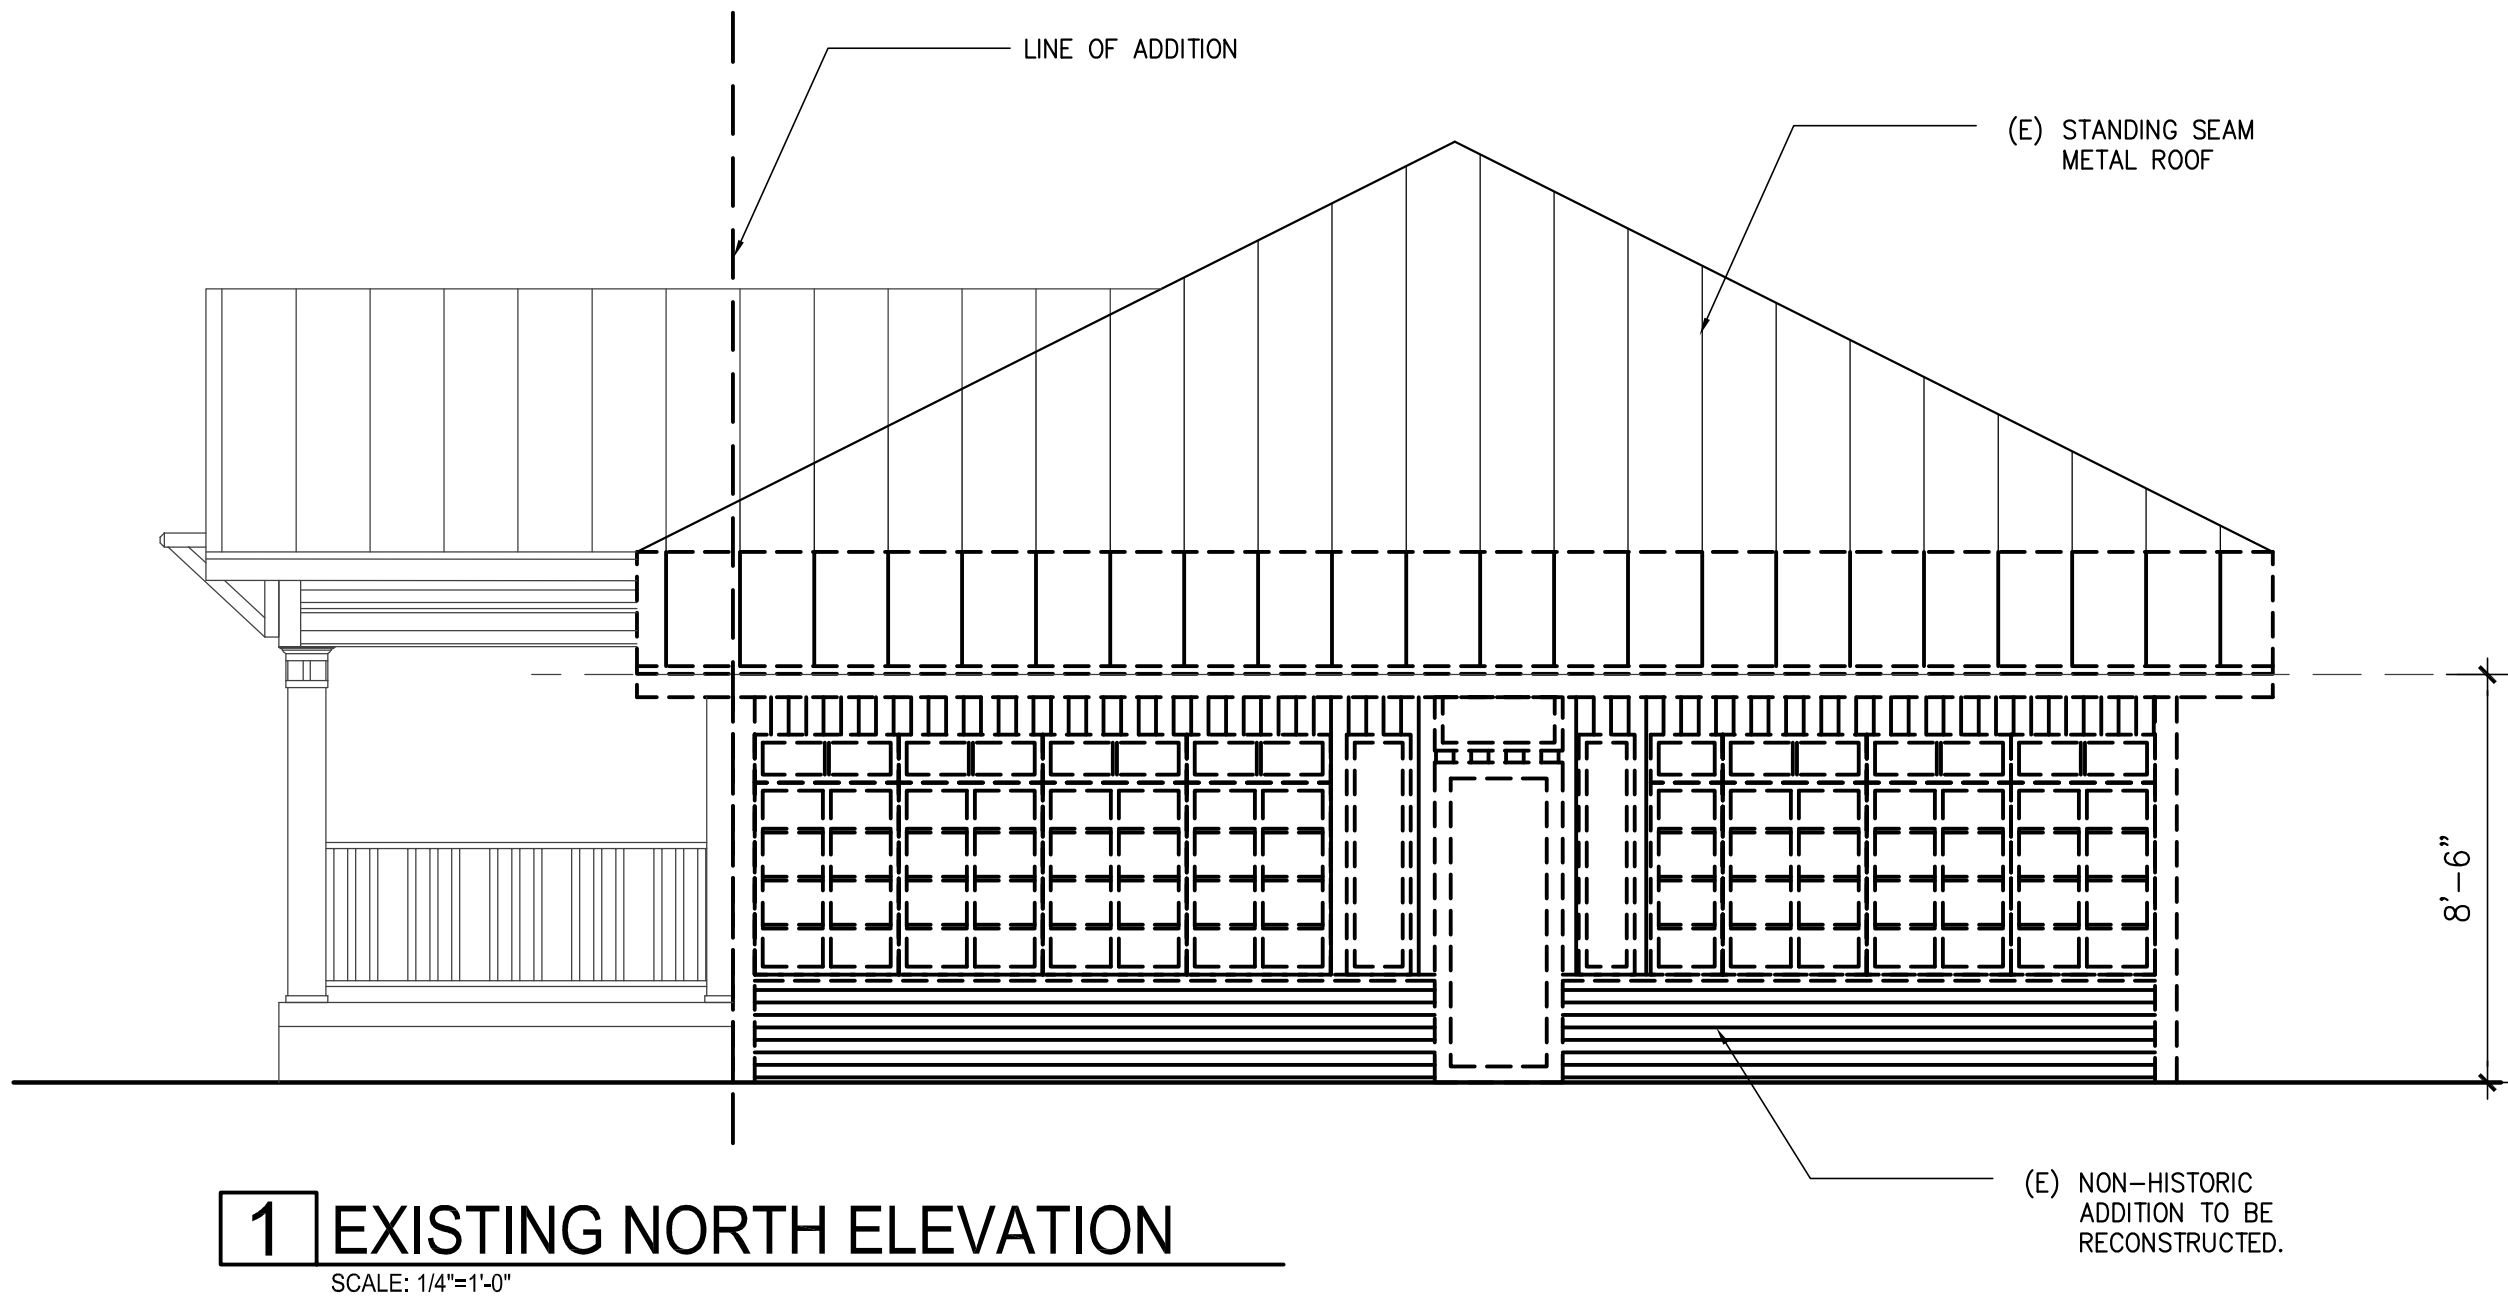 LINE OF ADDITION
(E) STANDING SEAM
METAL ROOF
8'-6"
(E) NON-HISTORIC
ADDITION TO BE
RECONSTRUCTED.
1 EXISTING NORTH ELEVATION
SCALE: 1/4"=1'-0"